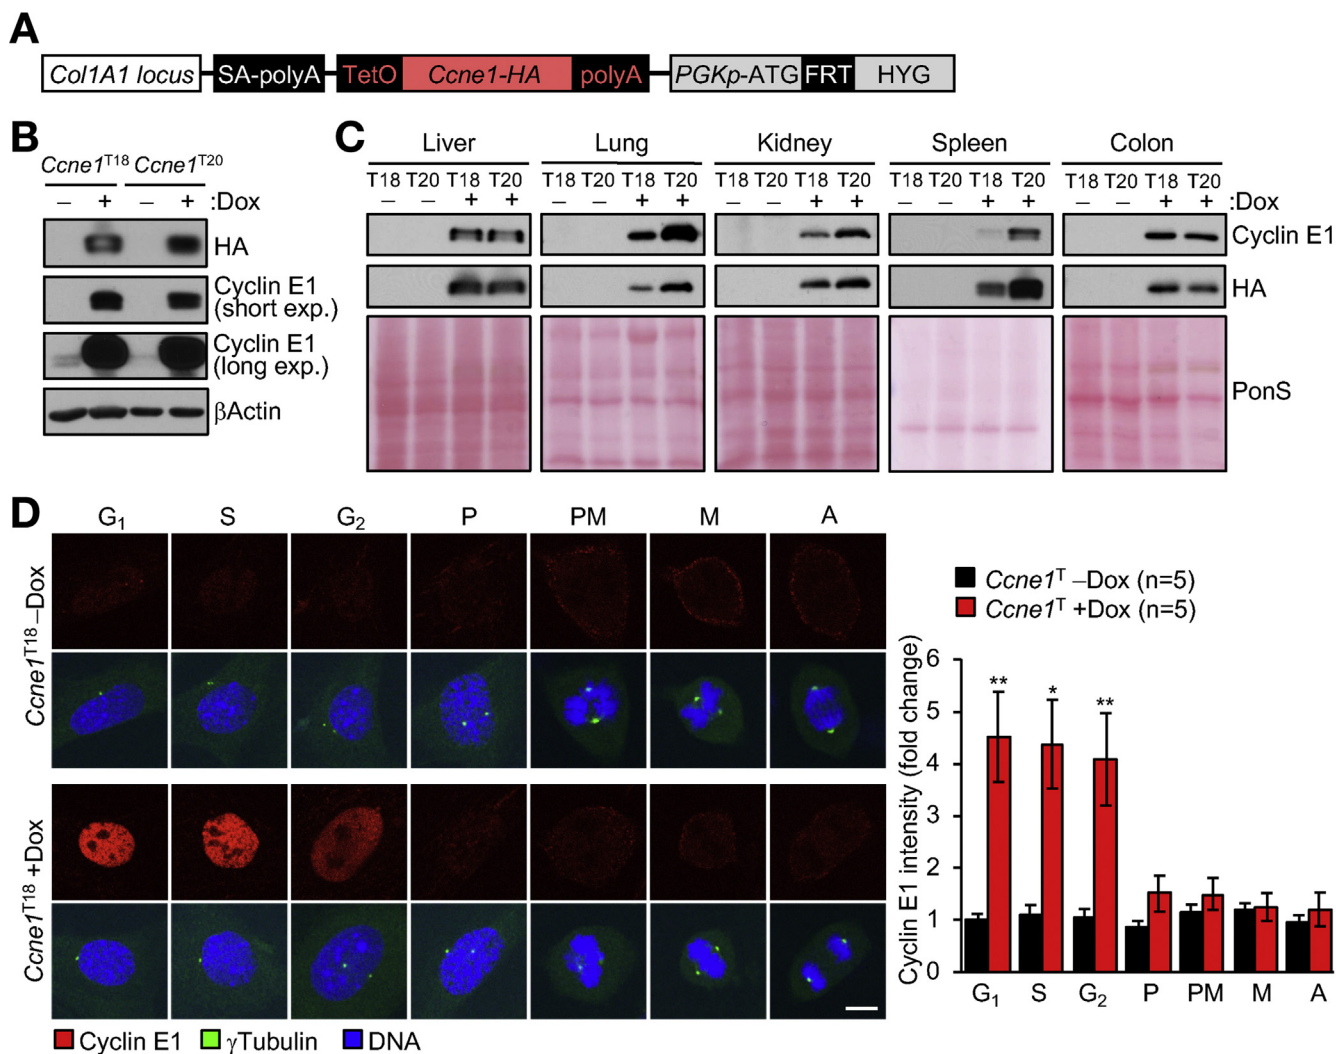 A
Col1A1 locus SA-polyA TetO Ccne1-HA polyA PGKp-ATG FRT HYG
B
Ccne1T18 Ccne1T20
– + – + :Dox
HA
Cyclin E1
(short exp.)
Cyclin E1
(long exp.)
βActin
C
Liver Lung Kidney Spleen Colon
T18 T20 T18 T20 T18 T20 T18 T20 T18 T20 T18 T20 T18 T20 T18 T20 T18 T20 T18 T20
– – + + – – + + – – + + – – + + – – + + :Dox
Cyclin E1
HA
PonS
D
G1 S G2 P PM M A
Ccne1T18 –Dox
Ccne1T18 +Dox
Cyclin E1 γTubulin DNA
Ccne1T –Dox (n=5)
Ccne1T +Dox (n=5)
Cyclin E1 intensity (fold change)
6
5
4
3
2
1
0
** * **
G1 S G2 P PM M A